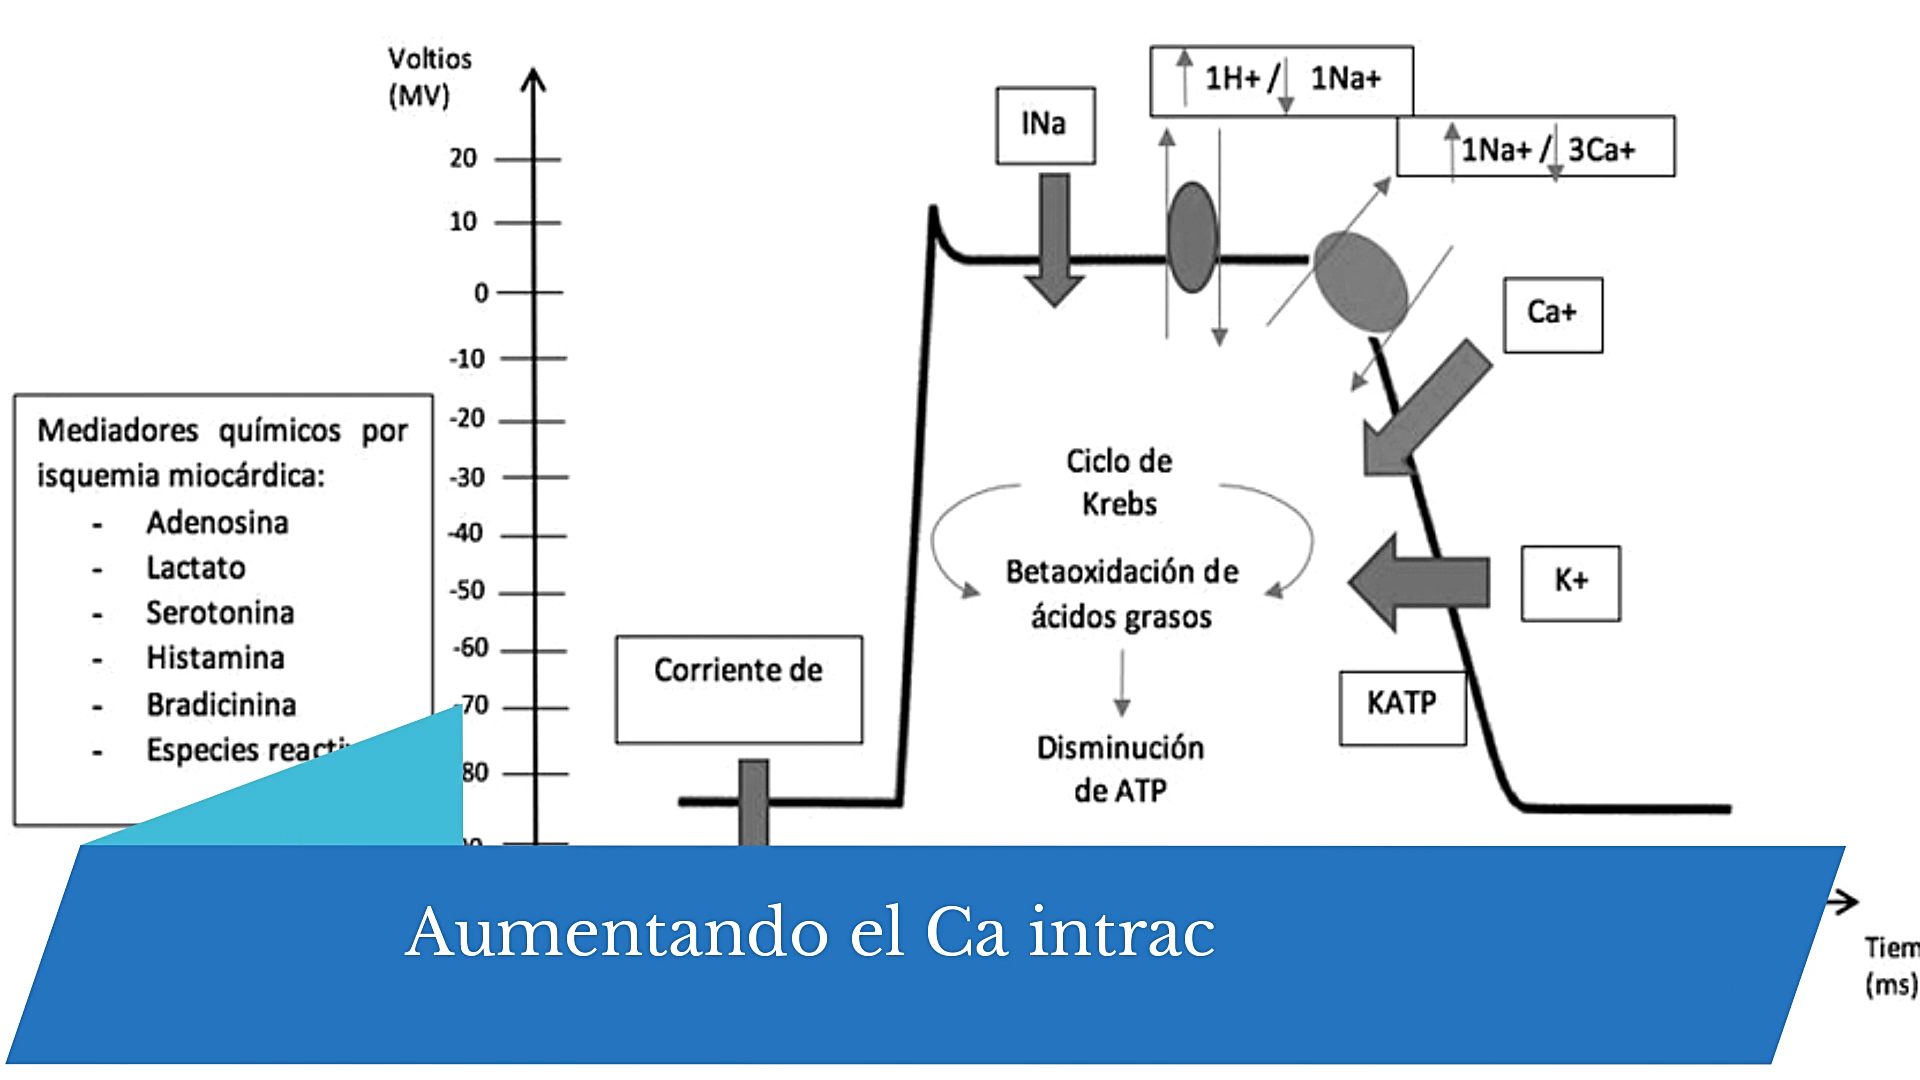 Voltios
(MV)
20
10
0
-10
-20
-30
-40
-50
-60
-70
80
INa
1H+ / 1Na+
1Na+ / 3Ca+
Ca+
K+
KATP
Mediadores químicos por
isquemia miocárdica:
- Adenosina
- Lactato
- Serotonina
- Histamina
- Bradicinina
- Especies
Corriente de
Ciclo de
Krebs
Betaoxidación de
ácidos grasos
Disminución
de ATP
Aumentando el Ca intrac
Tiem
(ms)